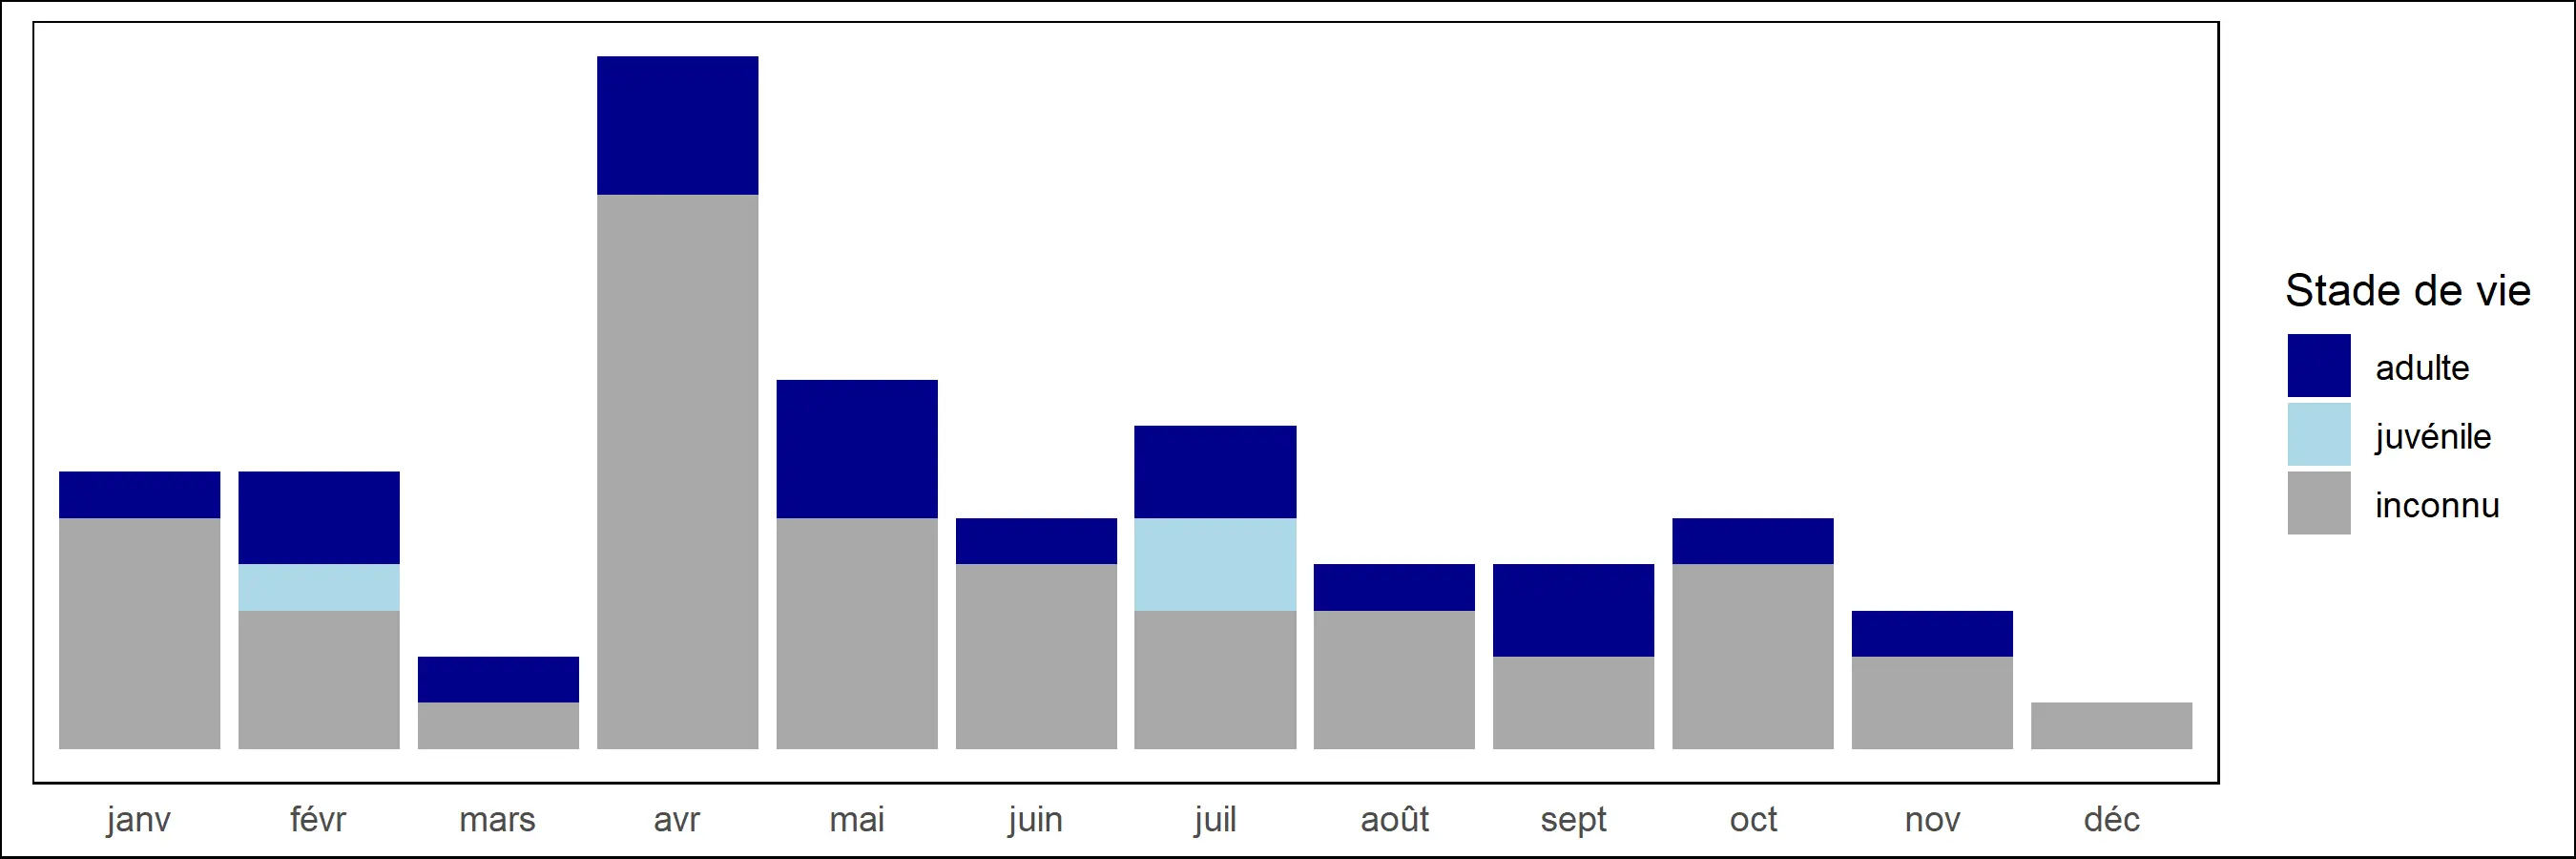 Stade de vie
adulte
juvénile
inconnu
janv févr mars avr mai juin juil août sept oct nov déc